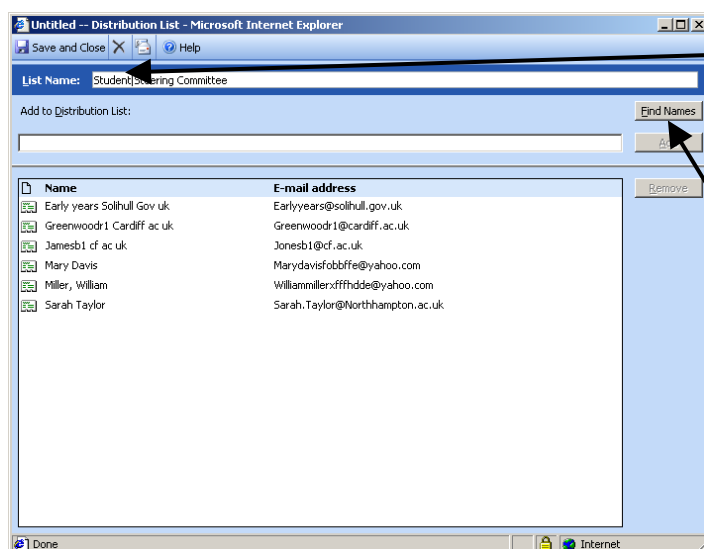 Untitled -- Distribution List - Microsoft Internet Explorer
Save and Close Help
List Name: Student Steering Committee
Add to Distribution List: Find Names
Add
Name E-mail address Remove
Early years Solihull Gov uk Earlyyears@solihull.gov.uk
Greenwoodr1 Cardiff ac uk Greenwoodr1@cardiff.ac.uk
Jamesb1 cf ac uk Jonesb1@cf.ac.uk
Mary Davis Marydavisfobbffe@yahoo.com
Miller, William Williammillerxfffhdde@yahoo.com
Sarah Taylor Sarah.Taylor@Northhampton.ac.uk
Done Internet